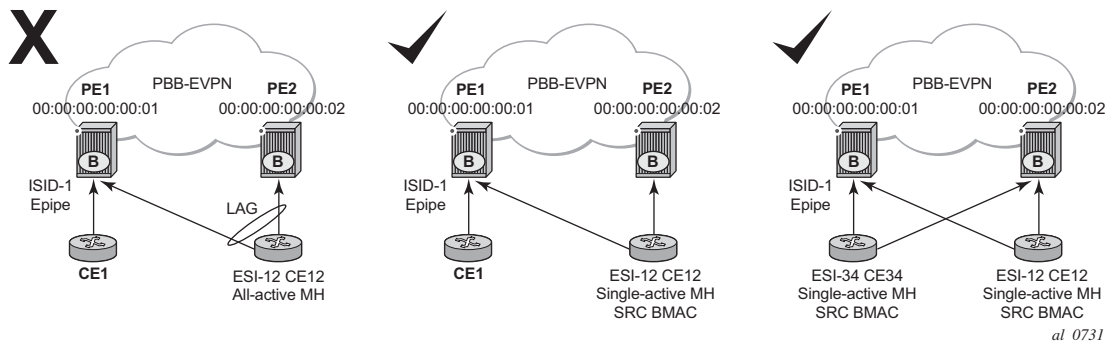 X
PBB-EVPN
PE1
PE2
00:00:00:00:00:01
00:00:00:00:00:02
B
B
ISID-1
Epipe
LAG
CE1
ESI-12 CE12
All-active MH
PBB-EVPN
PE1
PE2
00:00:00:00:00:01
00:00:00:00:00:02
B
B
ISID-1
Epipe
CE1
ESI-12 CE12
Single-active MH
SRC BMAC
PBB-EVPN
PE1
PE2
00:00:00:00:00:01
00:00:00:00:00:02
B
B
ISID-1
Epipe
ESI-34 CE34
Single-active MH
SRC BMAC
ESI-12 CE12
Single-active MH
SRC BMAC
al_0731